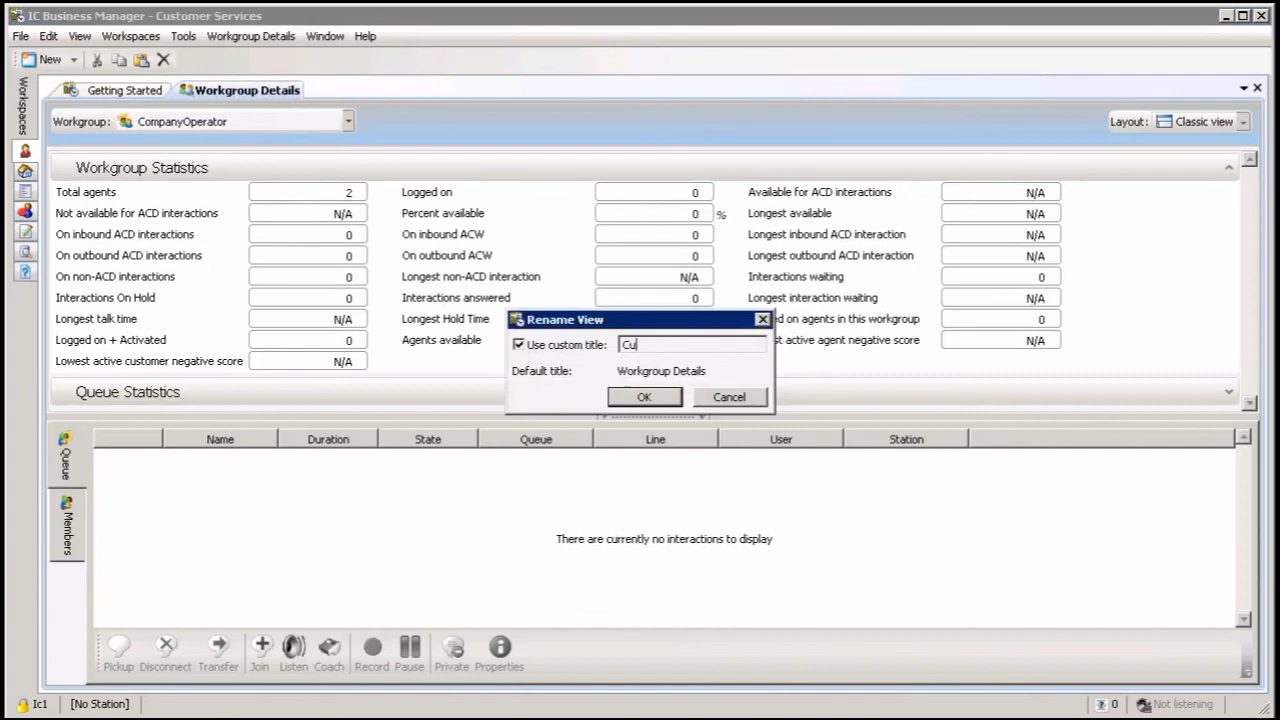 IC Business Manager - Customer Services
File Edit View Workspaces Tools Workgroup Details Window Help
New
Workspaces
Getting Started Workgroup Details
Workgroup: CompanyOperator Layout: Classic view
Workgroup Statistics
Total agents 2 Logged on 0 Available for ACD interactions N/A
Not available for ACD interactions N/A Percent available 0 % Longest available N/A
On inbound ACD interactions 0 On inbound ACW 0 Longest inbound ACD interaction N/A
On outbound ACD interactions 0 On outbound ACW 0 Longest outbound ACD interaction N/A
On non-ACD interactions 0 Longest non-ACD interaction N/A Interactions waiting 0
Interactions On Hold 0 Interactions answered 0 Longest interaction waiting N/A
Longest talk time N/A Longest Hold Time on agents in this workgroup 0
Logged on + Activated 0 Agents available active agent negative score N/A
Lowest active customer negative score N/A
Rename View
Use custom title: Cu
Default title: Workgroup Details
OK Cancel
Queue Statistics
Queue
Members
Name Duration State Queue Line User Station
There are currently no interactions to display
Pickup Disconnect Transfer Join Listen Coach Record Pause Private Properties
Ic1 [No Station] 0 Not listening